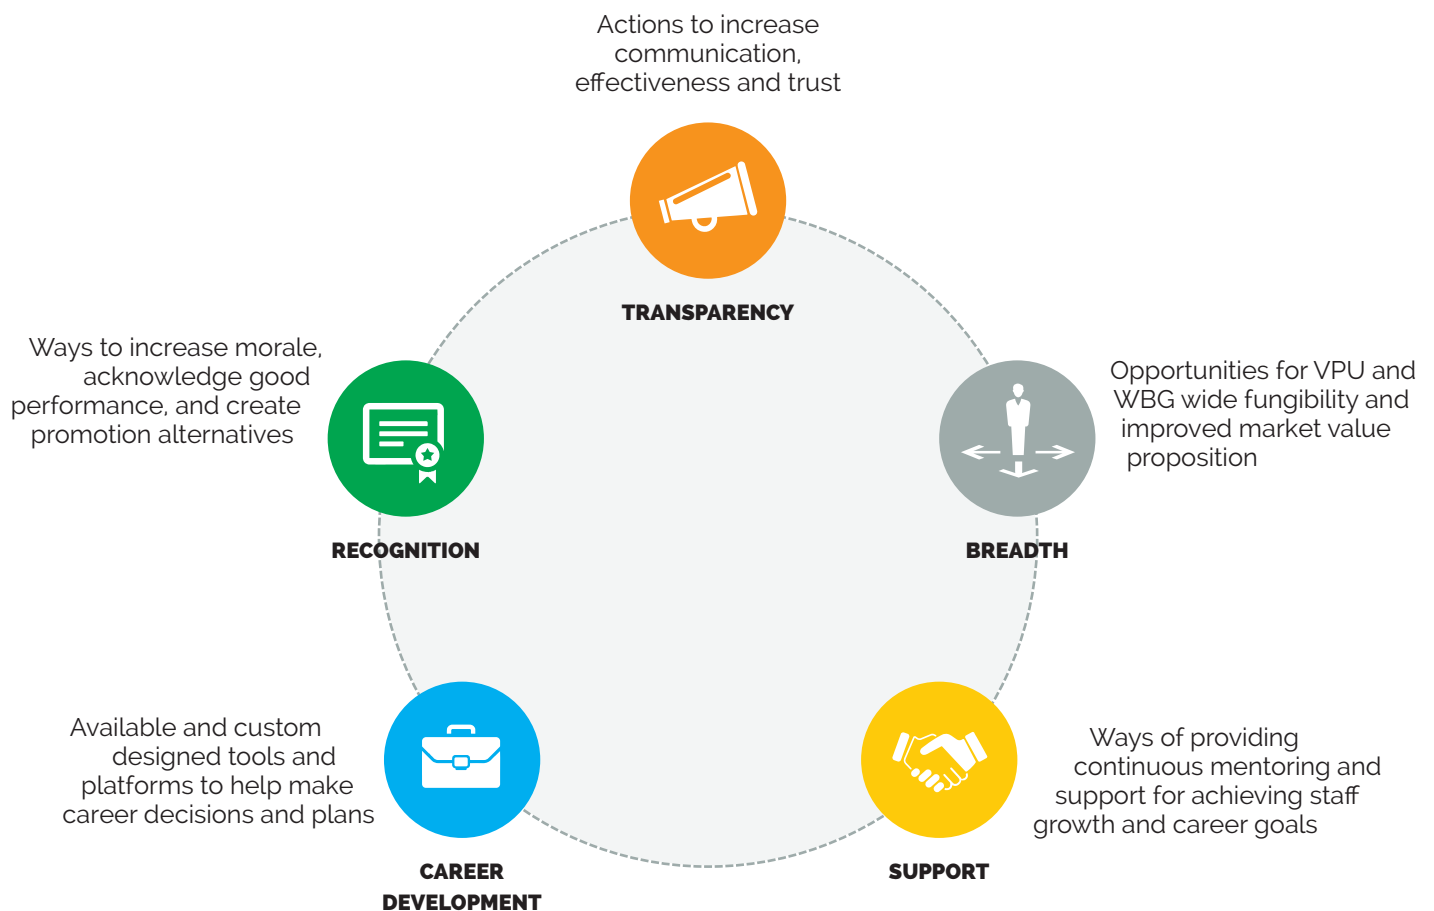 Actions to increase
communication,
effectiveness and trust
TRANSPARENCY
Ways to increase morale,
acknowledge good
performance, and create
promotion alternatives
RECOGNITION
Opportunities for VPU and
WBG wide fungibility and
improved market value
proposition
BREADTH
Available and custom
designed tools and
platforms to help make
career decisions and plans
CAREER
DEVELOPMENT
Ways of providing
continuous mentoring and
support for achieving staff
growth and career goals
SUPPORT